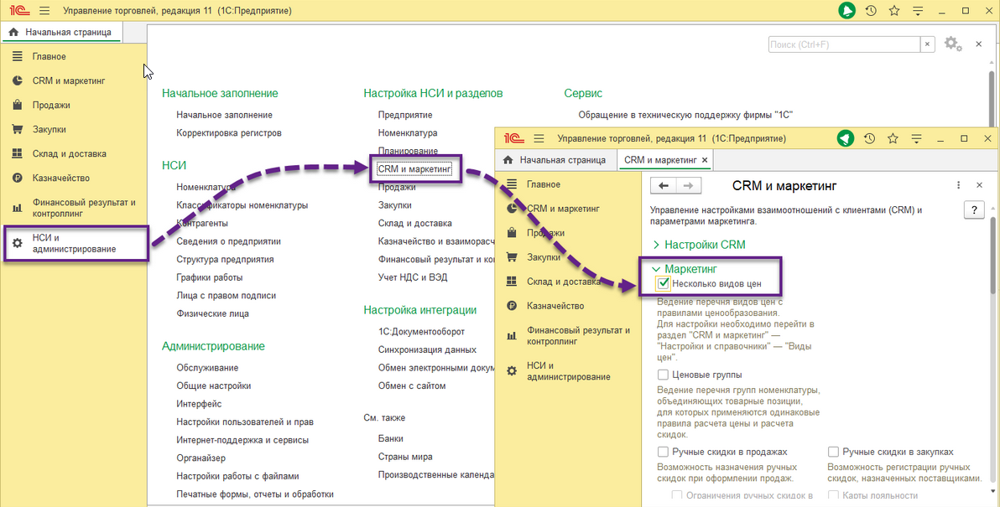 1С Управление торговлей, редакция 11 (1С:Предприятие)
Начальная страница
Главное
CRM и маркетинг
Продажи
Закупки
Склад и доставка
Казначейство
Финансовый результат и
контроллинг
НСИ и
администрирование
Поиск (Ctrl+F)
Начальное заполнение
Начальное заполнение
Корректировка регистров
НСИ
Номенклатура
Классификаторы номенклатуры
Контрагенты
Сведения о предприятии
Структура предприятия
Графики работы
Лица с правом подписи
Физические лица
Администрирование
Обслуживание
Общие настройки
Интерфейс
Настройки пользователей и прав
Интернет-поддержка и сервисы
Органайзер
Настройки работы с файлами
Печатные формы, отчеты и обработки
Настройка НСИ и разделов
Предприятие
Номенклатура
Планирование
CRM и маркетинг
Продажи
Закупки
Склад и доставка
Казначейство и взаиморасч
Финансовый результат и кон
Учет НДС и ВЭД
Настройка интеграции
1С:Документооборот
Синхронизация данных
Обмен электронными докум
Обмен с сайтом
См. также
Банки
Страны мира
Производственные календа
Сервис
Обращение в техническую поддержку фирмы "1С"
1С Управление торговлей, редакция 11 (1С:Предприятие)
Начальная страница
CRM и маркетинг ×
Главное
CRM и маркетинг
Продажи
Закупки
Склад и доставка
Казначейство
Финансовый результат и
контроллинг
НСИ и
администрирование
CRM и маркетинг
Управление настройками взаимоотношений с клиентами (CRM) и
параметрами маркетинга.
?
Настройки CRM
Маркетинг
Несколько видов цен
Ведение перечня видов цен с
правилами ценообразования.
Для настройки необходимо перейти в
раздел "CRM и маркетинг" —
"Настройки и справочники" — "Виды
цен".
Ценовые группы
Ведение перечня групп номенклатуры,
объединяющих товарные позиции,
для которых применяются одинаковые
правила расчета цены и расчета
скидок.
Ручные скидки в продажах
Возможность назначения ручных
скидок при оформлении продаж.
Ограничения ручных скидок в
Ручные скидки в закупках
Возможность регистрации ручных
скидок, назначенных поставщиками.
Карты лояльности